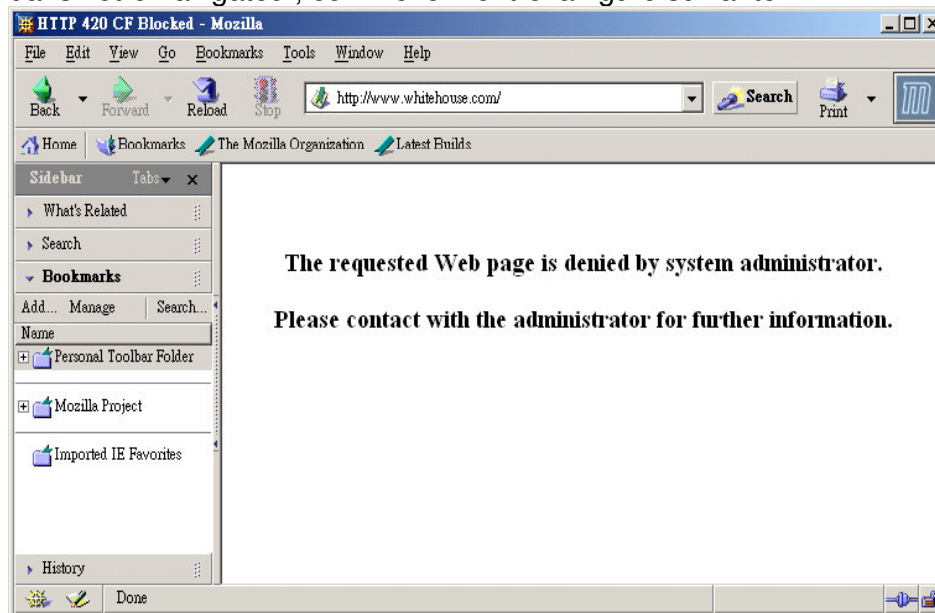 HTTP 420 CF Blocked - Mozilla
File Edit View Go Bookmarks Tools Window Help
Back Forward Reload Stop http://www.whitehouse.com/ Search Print
Home Bookmarks The Mozilla Organization Latest Builds
Sidebar Tabs
What's Related
Search
Bookmarks
Add... Manage Search...
Name
Personal Toolbar Folder
Mozilla Project
Imported IE Favorites
History
The requested Web page is denied by system administrator.
Please contact with the administrator for further information.
Done